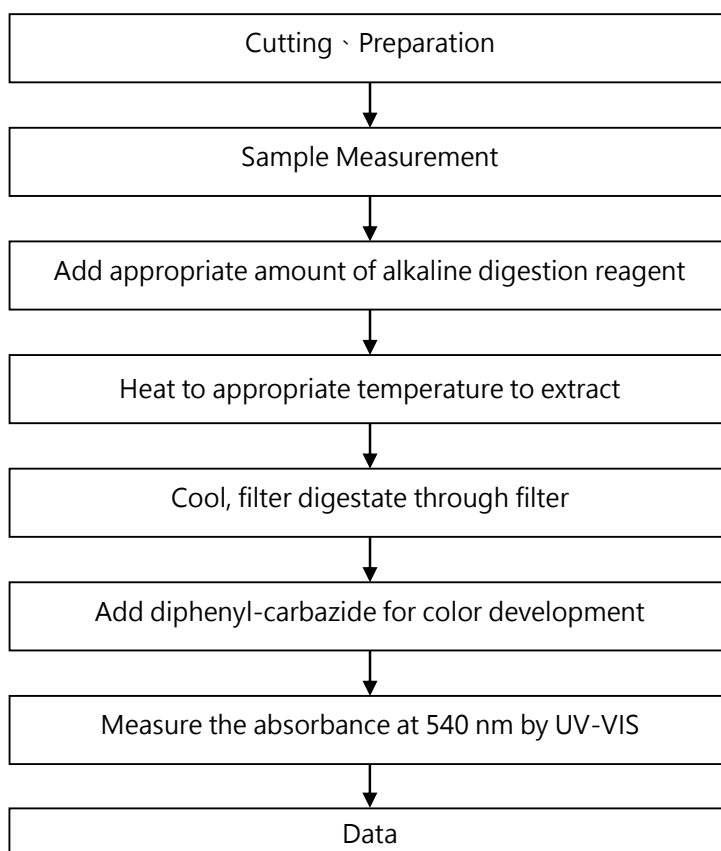 Cutting、Preparation
Sample Measurement
Add appropriate amount of alkaline digestion reagent
Heat to appropriate temperature to extract
Cool, filter digestate through filter
Add diphenyl-carbazide for color development
Measure the absorbance at 540 nm by UV-VIS
Data